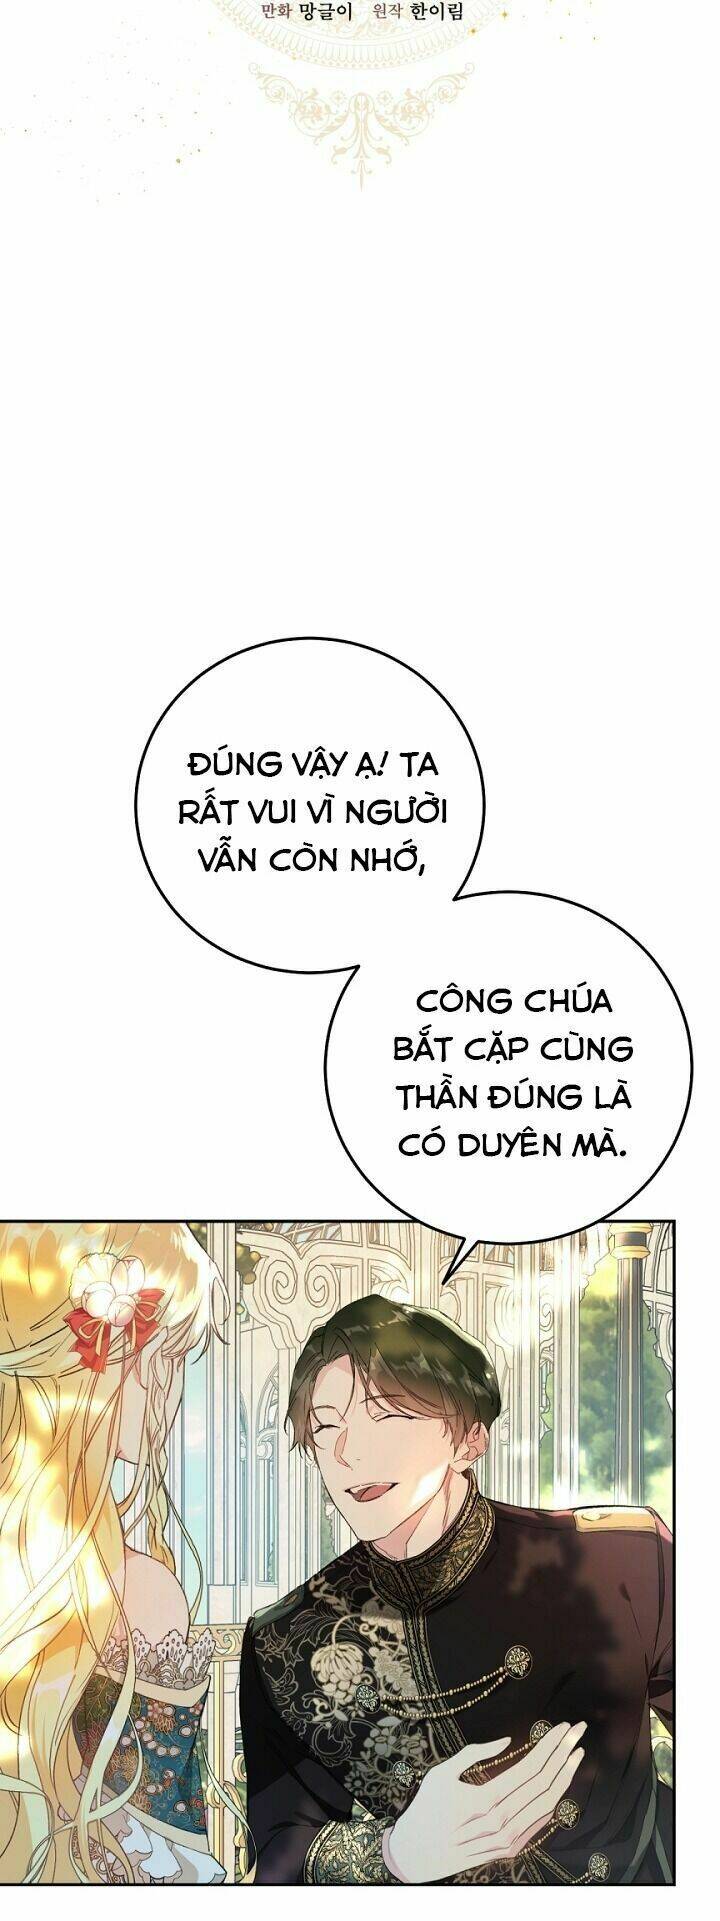 만화 망글이 원작 한이림
ĐÚNG VẬY Ạ! TA
RẤT VUI VÌ NGƯỜI
VẪN CÒN NHỚ,
CÔNG CHÚA
BẮT CẶP CÙNG
THẦN ĐÚNG LÀ
CÓ DUYÊN MÀ.